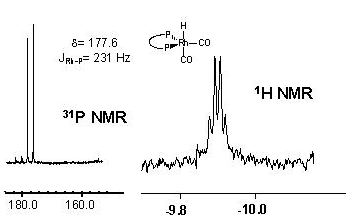 δ= 177.6
J Rh-P= 231 Hz
31P NMR
180.0 160.0
H
P Rh CO
P
CO
1H NMR
-9.8 -10.0